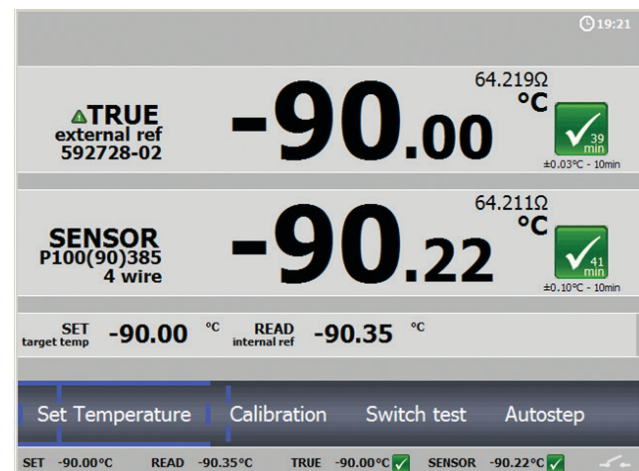 19:21
TRUE
external ref
592728-02
-90.00
64.219Ω
°C
39
min
±0.03°C - 10min
SENSOR
P100(90)385
4 wire
-90.22
64.211Ω
°C
41
min
±0.10°C - 10min
SET
target temp
-90.00 °C
READ
internal ref
-90.35 °C
Set Temperature Calibration Switch test Autostep
SET -90.00°C READ -90.35°C TRUE -90.00°C SENSOR -90.22°C